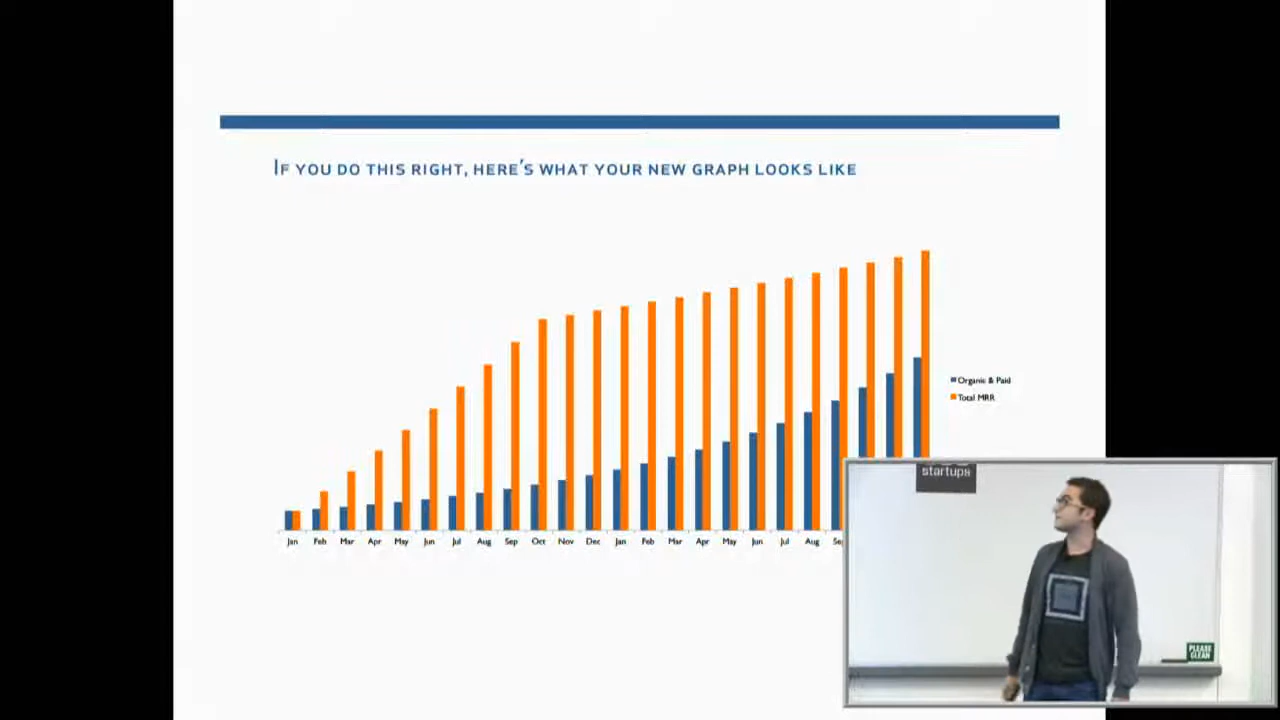 If you do this right, here's what your new graph looks like
Organic & Paid
Total MRR
Jan Feb Mar Apr May Jun Jul Aug Sep Oct Nov Dec Jan Feb Mar Apr May Jun Jul Aug
startups
PLEASE
CLEAN